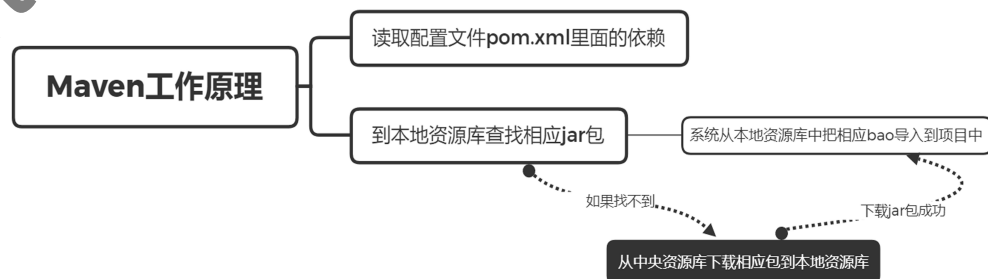 读取配置文件pom.xml里面的依赖
Maven工作原理
到本地资源库查找相应jar包
系统从本地资源库中把相应bao导入到项目中
如果找不到
下载jar包成功
从中央资源库下载相应包到本地资源库